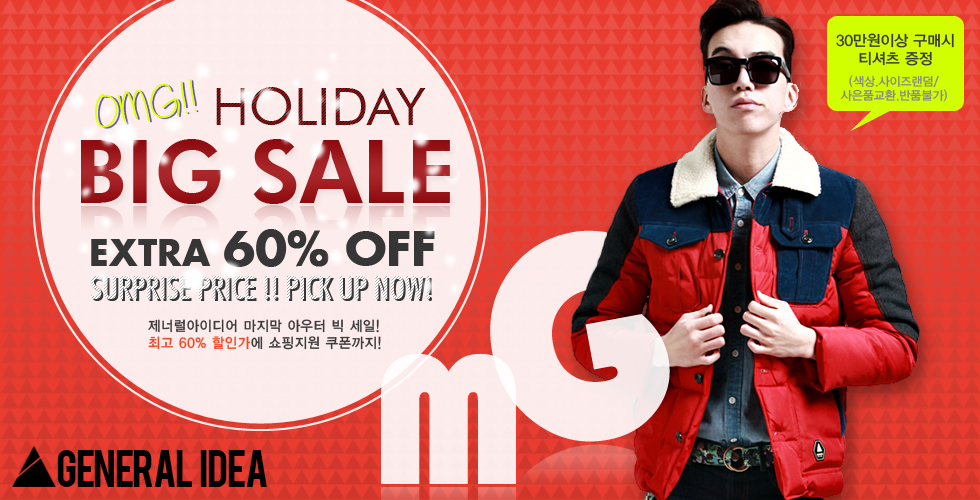 OMG!! HOLIDAY
BIG SALE
EXTRA 60% OFF
SURPRISE PRICE !! PICK UP NOW!
제너럴아이디어 마지막 아우터 빅 세일!
최고 60% 할인가에 쇼핑지원 쿠폰까지!
30만원이상 구매시
티셔츠 증정
(색상,사이즈랜덤/
사은품교환,반품불가)
mG
GENERAL IDEA